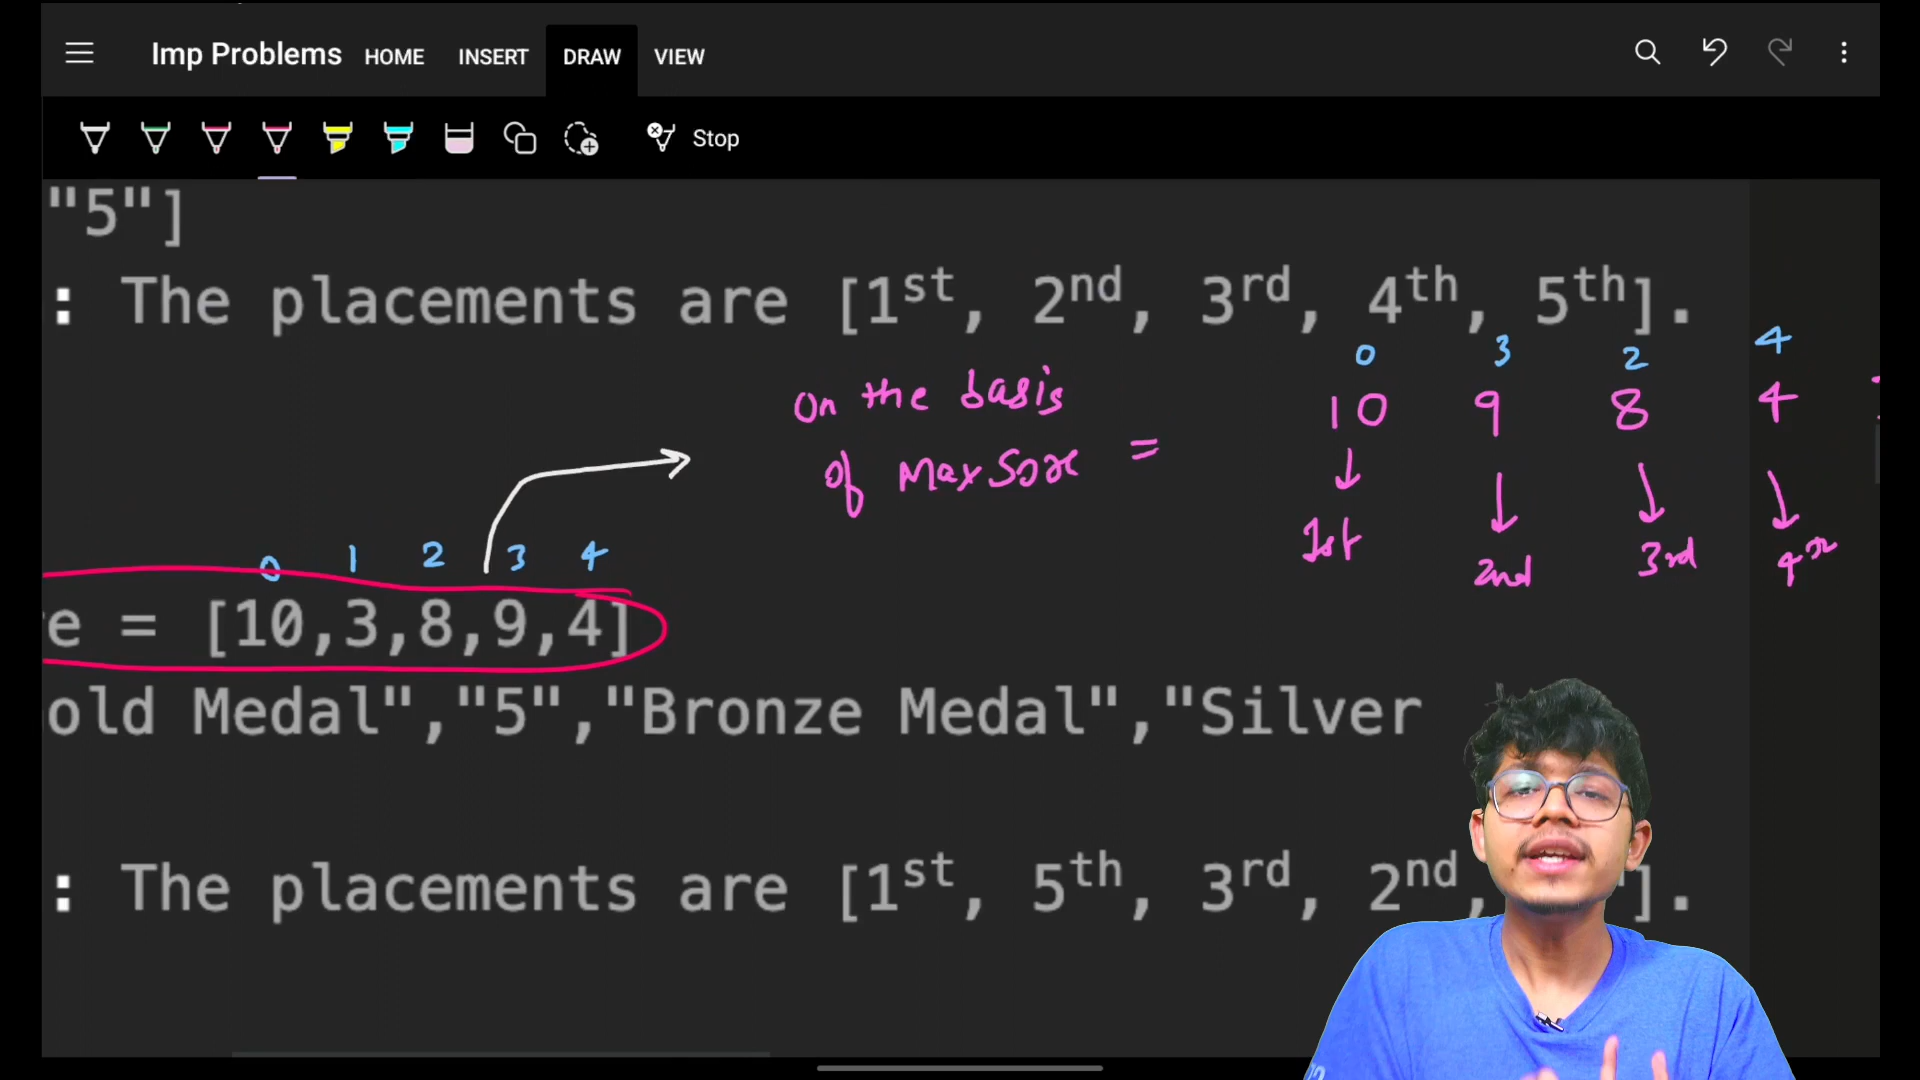 Imp Problems HOME INSERT DRAW VIEW
Stop
"5"]
: The placements are [1st, 2nd, 3rd, 4th, 5th].
0 3 2 4
on the basis 10 9 8 4
of Max Sore =
1st 2nd 3rd 4th
0 1 2 3 4
e = [10,3,8,9,4]
old Medal","5","Bronze Medal","Silver
: The placements are [1st, 5th, 3rd, 2nd, ].